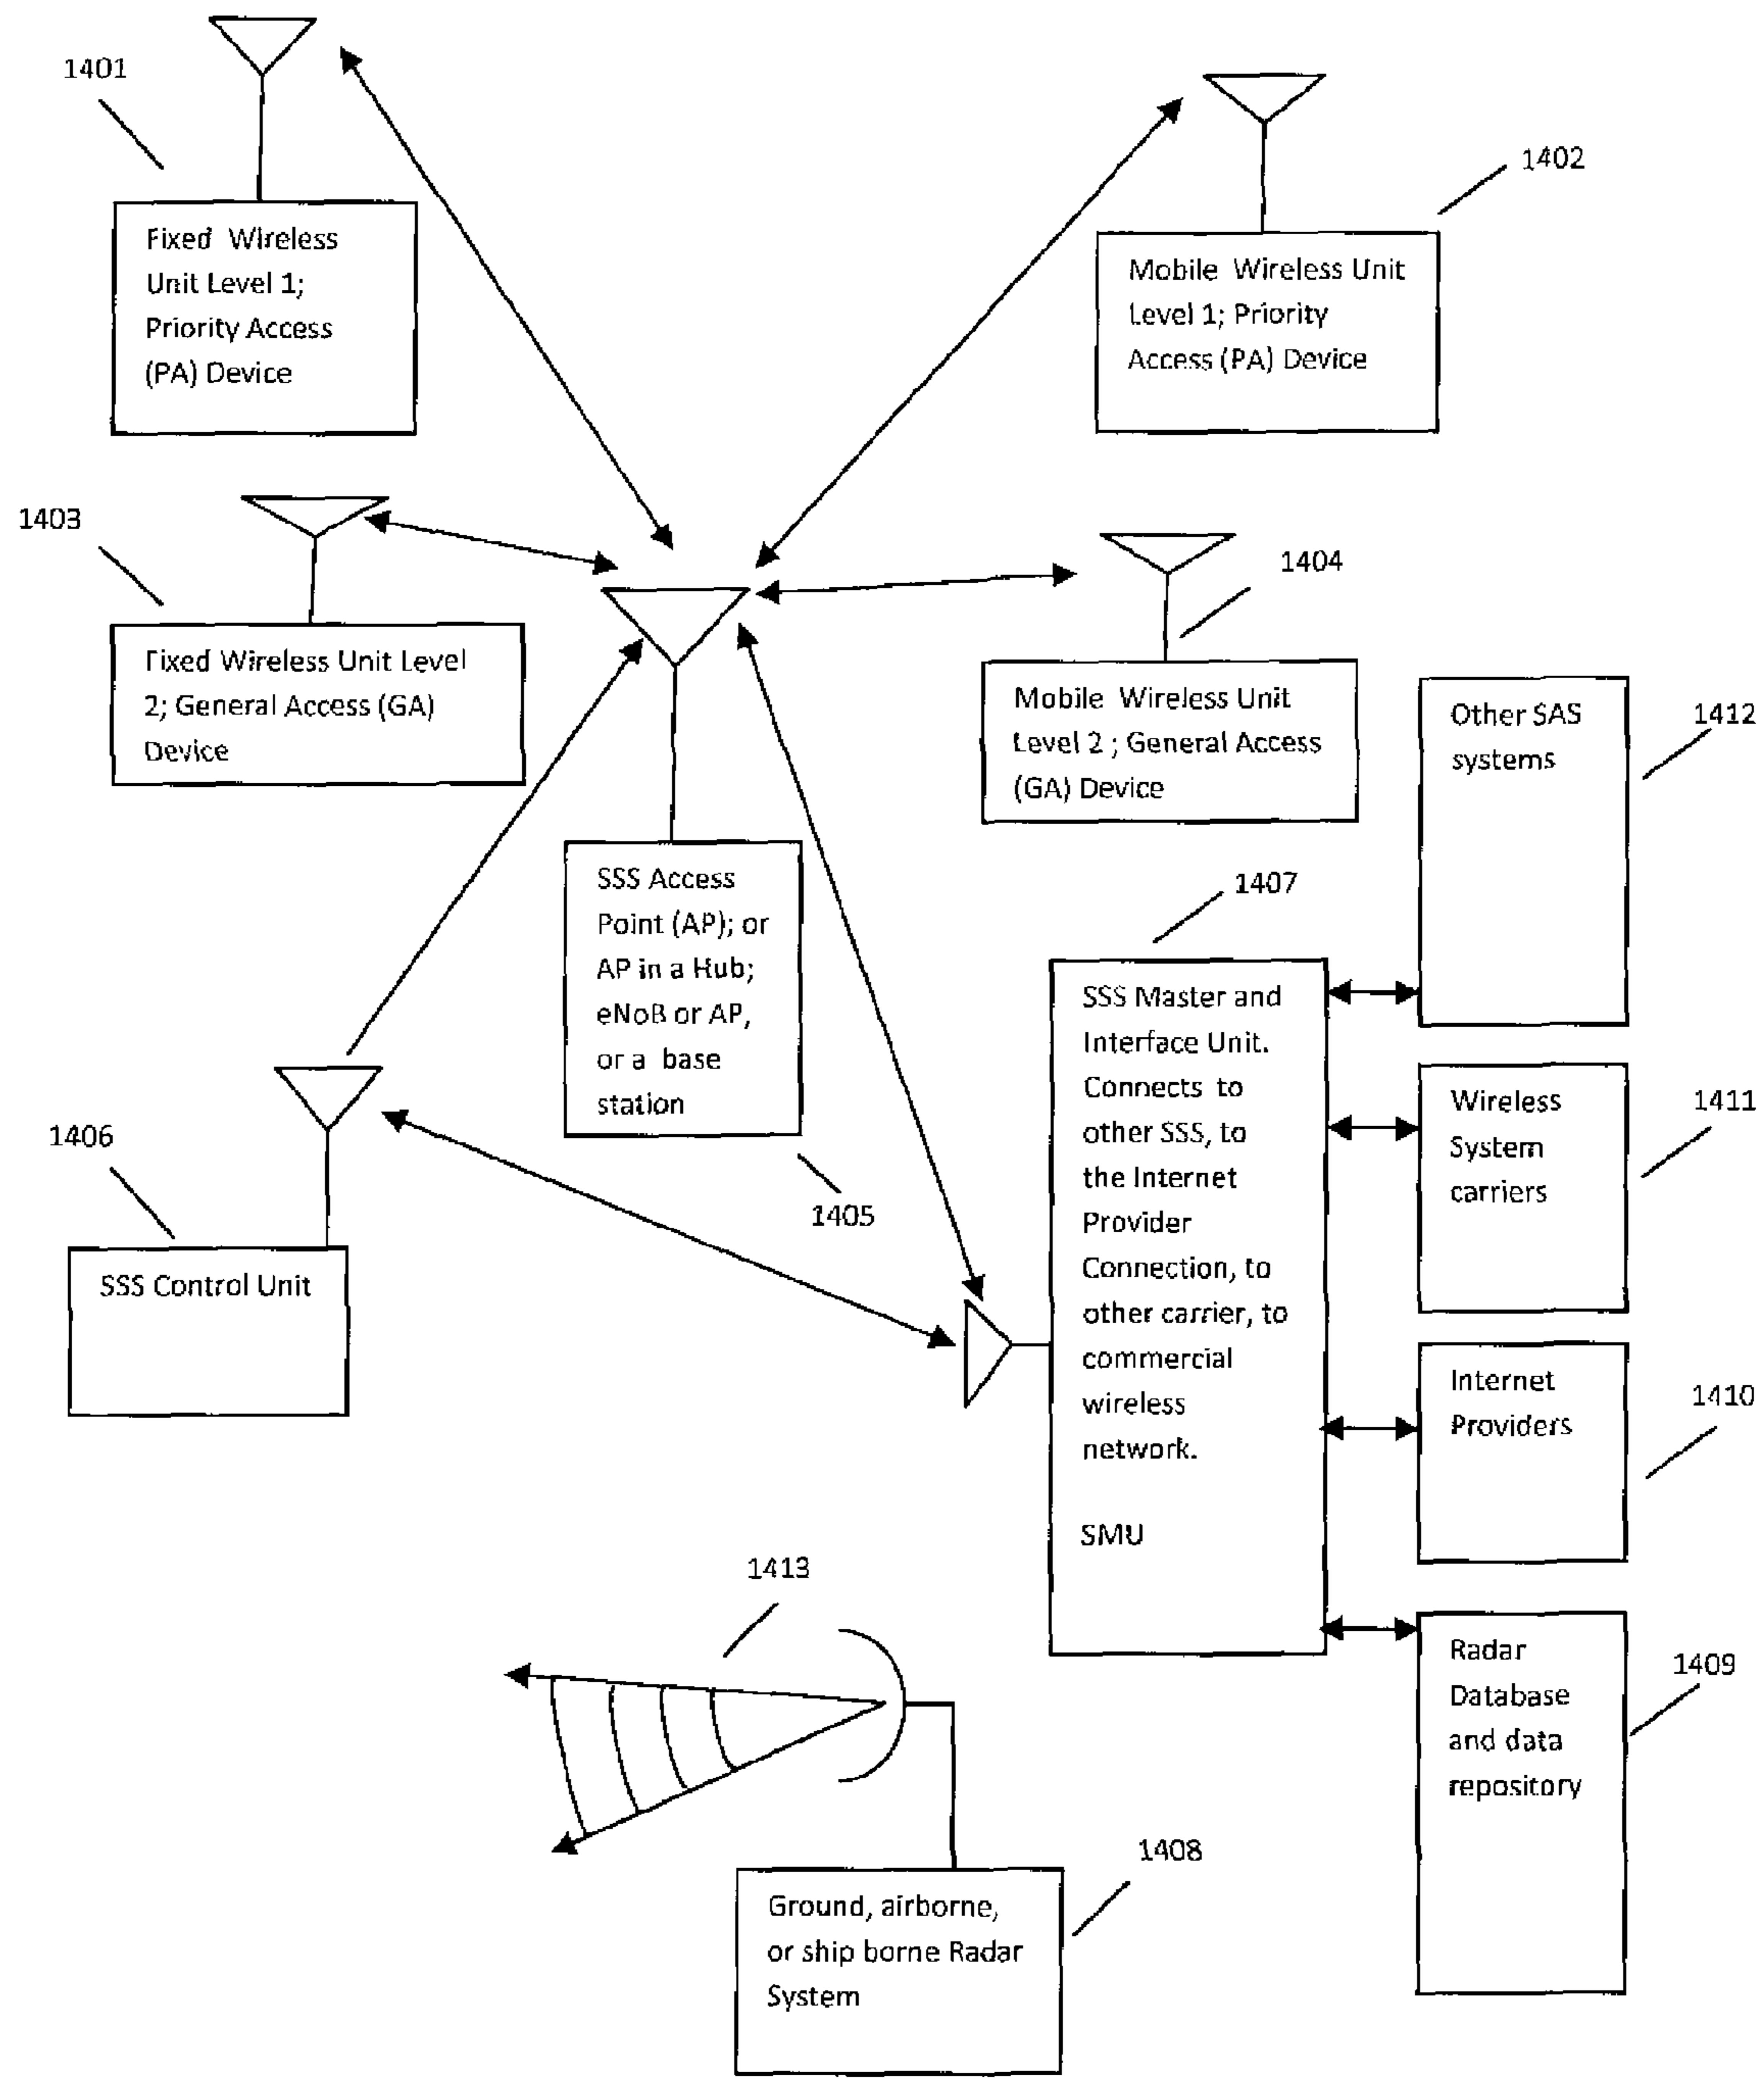 1401
Fixed Wireless
Unit Level 1;
Priority Access
(PA) Device
1402
Mobile Wireless Unit
Level 1; Priority
Access (PA) Device
1403
Fixed Wireless Unit Level
2; General Access (GA)
Device
1404
Mobile Wireless Unit
Level 2 ; General Access
(GA) Device
Other SAS
systems
1412
SSS Access
Point (AP); or
AP in a Hub;
eNoB or AP,
or a base
station
1405
1407
SSS Master and
Interface Unit.
Connects to
other SSS, to
the Internet
Provider
Connection, to
other carrier, to
commercial
wireless
network.
SMU
Wireless
System
carriers
1411
1406
SSS Control Unit
Internet
Providers
1410
1413
Radar
Database
and data
repository
1409
1408
Ground, airborne,
or ship borne Radar
System